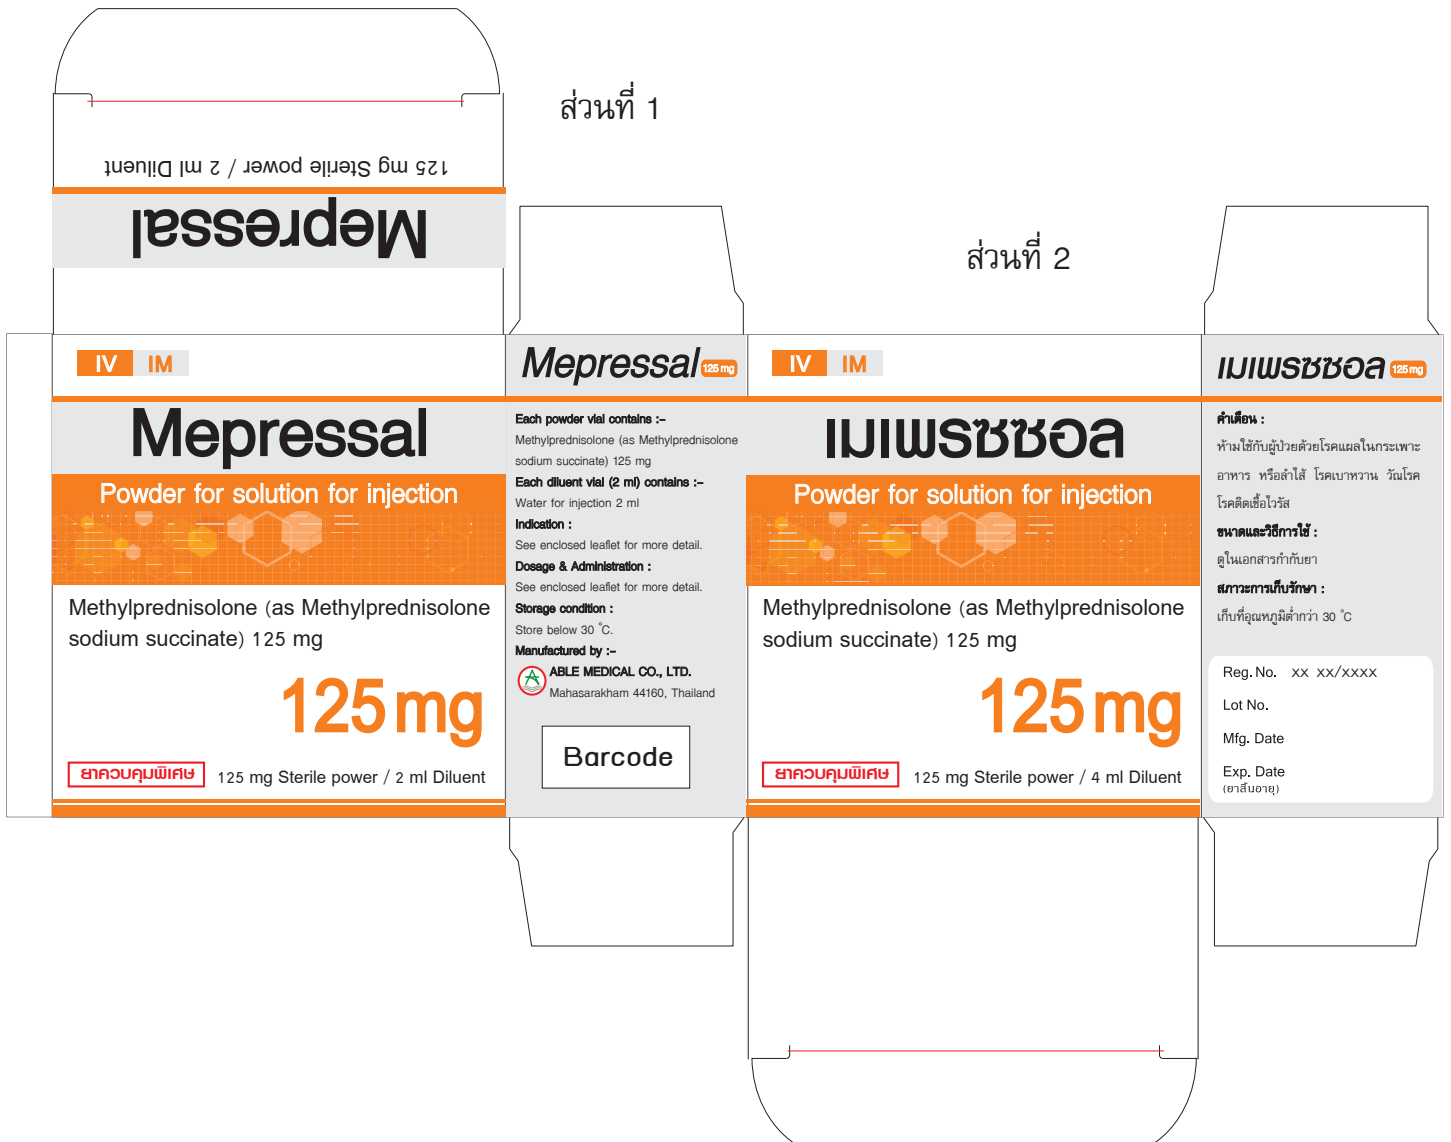 ส่วนที่ 1
125 mg Sterile power / 2 ml Diluent
Mepressal
ส่วนที่ 2
IV IM
Mepressal
Powder for solution for injection
Methylprednisolone (as Methylprednisolone
sodium succinate) 125 mg
125 mg
ยาควบคุมพิเศษ 125 mg Sterile power / 2 ml Diluent
Mepressal 125 mg
Each powder vial contains :-
Methylprednisolone (as Methylprednisolone
sodium succinate) 125 mg
Each diluent vial (2 ml) contains :-
Water for injection 2 ml
Indication :
See enclosed leaflet for more detail.
Dosage & Administration :
See enclosed leaflet for more detail.
Storage condition :
Store below 30 °C.
Manufactured by :-
ABLE MEDICAL CO., LTD.
Mahasarakham 44160, Thailand
Barcode
IV IM
เมเพรซซอล
Powder for solution for injection
Methylprednisolone (as Methylprednisolone
sodium succinate) 125 mg
125 mg
ยาควบคุมพิเศษ 125 mg Sterile power / 4 ml Diluent
เมเพรซซอล 125 mg
คำเตือน :
ห้ามใช้กับผู้ป่วยด้วยโรคแผลในกระเพาะ
อาหาร หรือลำไส้ โรคเบาหวาน วัณโรค
โรคติดเชื้อไวรัส
ขนาดและวิธีการใช้ :
ดูในเอกสารกำกับยา
สภาวะการเก็บรักษา :
เก็บที่อุณหภูมิต่ำกว่า 30 °C
Reg. No. xx xx/xxxx
Lot No.
Mfg. Date
Exp. Date
(ยาสิ้นอายุ)